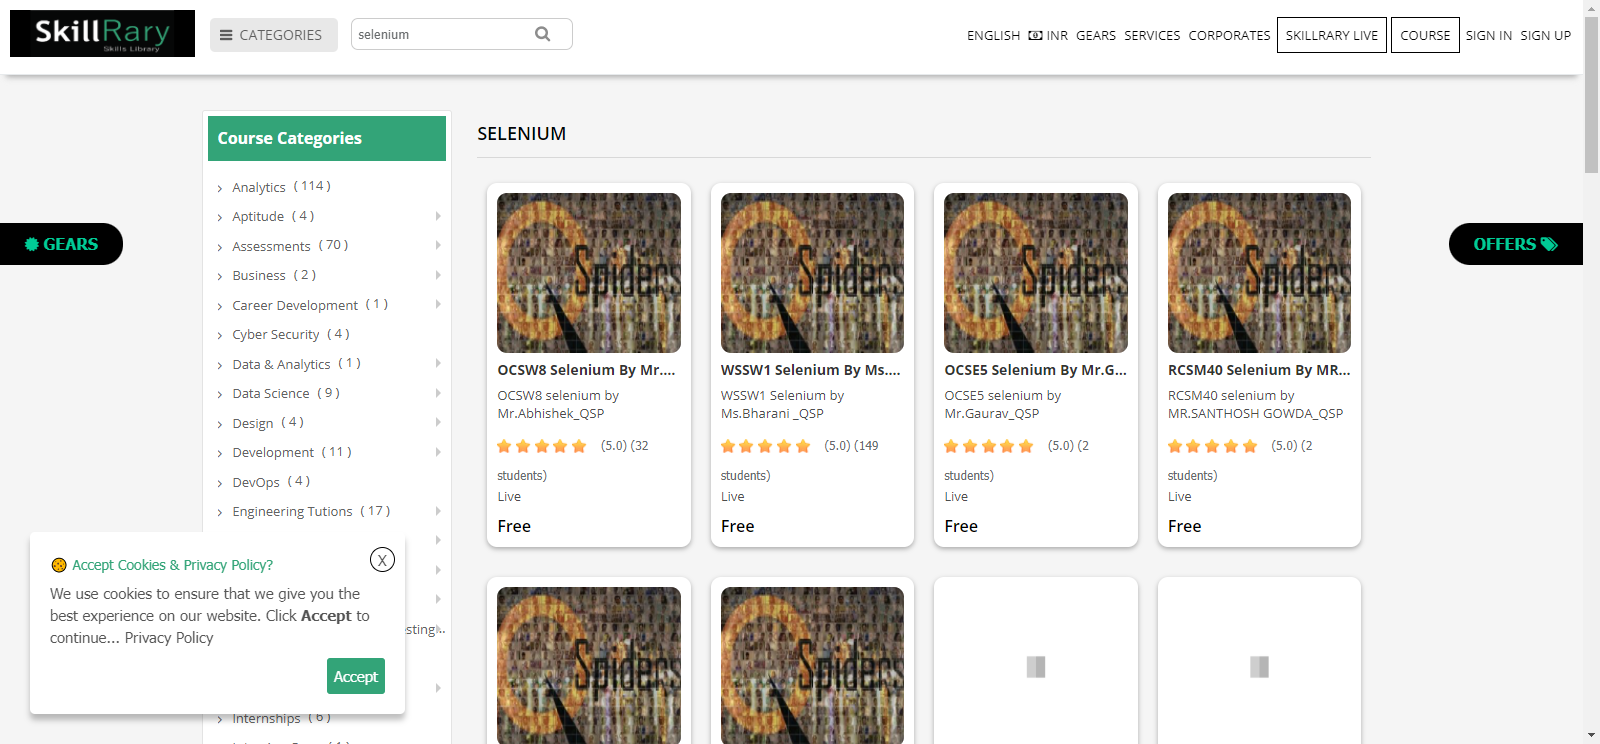 SkillRary
Skills Library
CATEGORIES
selenium
ENGLISH INR GEARS SERVICES CORPORATES SKILLRARY LIVE COURSE SIGN IN SIGN UP
GEARS
OFFERS
Course Categories
Analytics ( 114 )
Aptitude ( 4 )
Assessments ( 70 )
Business ( 2 )
Career Development ( 1 )
Cyber Security ( 4 )
Data & Analytics ( 1 )
Data Science ( 9 )
Design ( 4 )
Development ( 11 )
DevOps ( 4 )
Engineering Tutions ( 17 )
esting...
Internships ( 6 )
Accept Cookies & Privacy Policy?
X
We use cookies to ensure that we give you the
best experience on our website. Click Accept to
continue... Privacy Policy
Accept
SELENIUM
Spiders
OCSW8 Selenium By Mr....
OCSW8 selenium by
Mr.Abhishek_QSP
(5.0) (32
students)
Live
Free
Spiders
WSSW1 Selenium By Ms....
WSSW1 Selenium by
Ms.Bharani _QSP
(5.0) (149
students)
Live
Free
Spiders
OCSE5 Selenium By Mr.G...
OCSE5 selenium by
Mr.Gaurav_QSP
(5.0) (2
students)
Live
Free
Spiders
RCSM40 Selenium By MR...
RCSM40 selenium by
MR.SANTHOSH GOWDA_QSP
(5.0) (2
students)
Live
Free
Spiders
Spiders